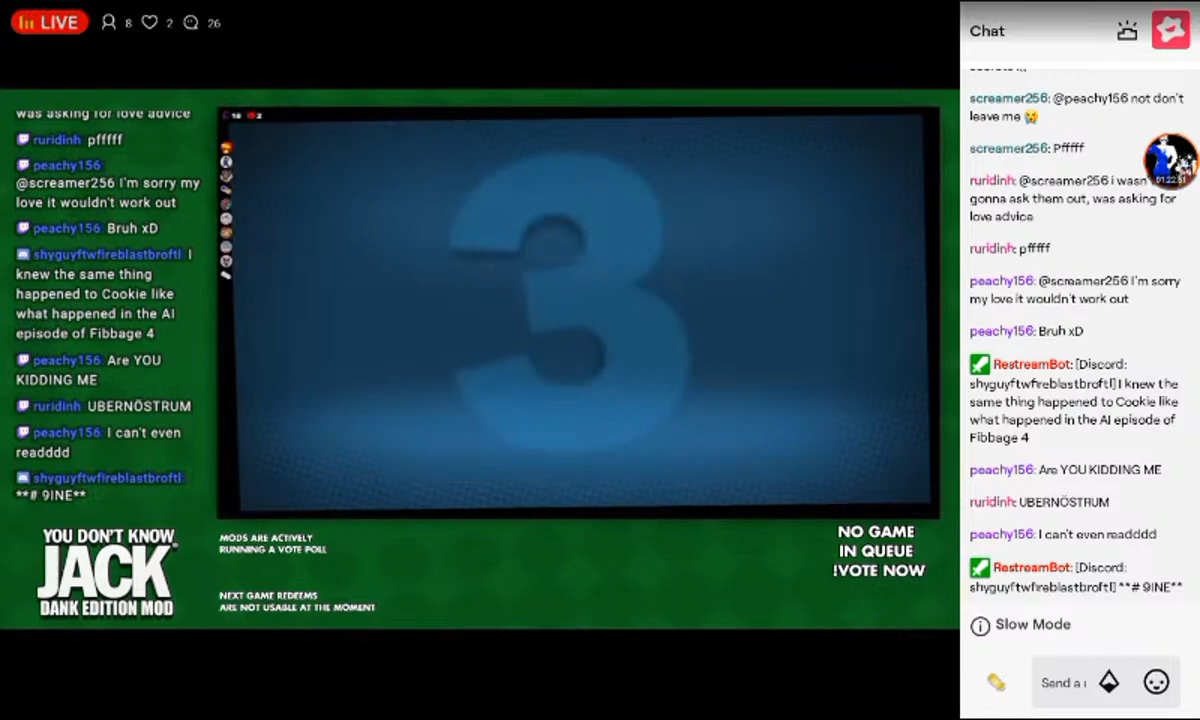 LIVE 8 2 26
was asking for love advice
ruridinh pfffff
peachy156:
@screamer256 I'm sorry my
love it wouldn't work out
peachy156: Bruh xD
shyguyftwfireblastbroftl: I
knew the same thing
happened to Cookie like
what happened in the AI
episode of Fibbage 4
peachy156: Are YOU
KIDDING ME
ruridinh: UBERNÖSTRUM
peachy156: I can't even
readddd
shyguyftwfireblastbroftl:
**# 9INE**
3
YOU DON'T KNOW
JACK
DANK EDITION MOD
MODS ARE ACTIVELY
RUNNING A VOTE POLL
NEXT GAME REDEEMS
ARE NOT USABLE AT THE MOMENT
NO GAME
IN QUEUE
!VOTE NOW
Chat
screamer256: @peachy156 not don't
leave me 😢
screamer256: Pfffff
ruridinh: @screamer256 i wasn
gonna ask them out, was asking for
love advice
ruridinh: pfffff
peachy156: @screamer256 I'm sorry
my love it wouldn't work out
peachy156: Bruh xD
RestreamBot: [Discord:
shyguyftwfireblastbroftl] I knew the
same thing happened to Cookie like
what happened in the AI episode of
Fibbage 4
peachy156: Are YOU KIDDING ME
ruridinh: UBERNÖSTRUM
peachy156: I can't even readddd
RestreamBot: [Discord:
shyguyftwfireblastbroftl] **# 9INE**
Slow Mode
Send a